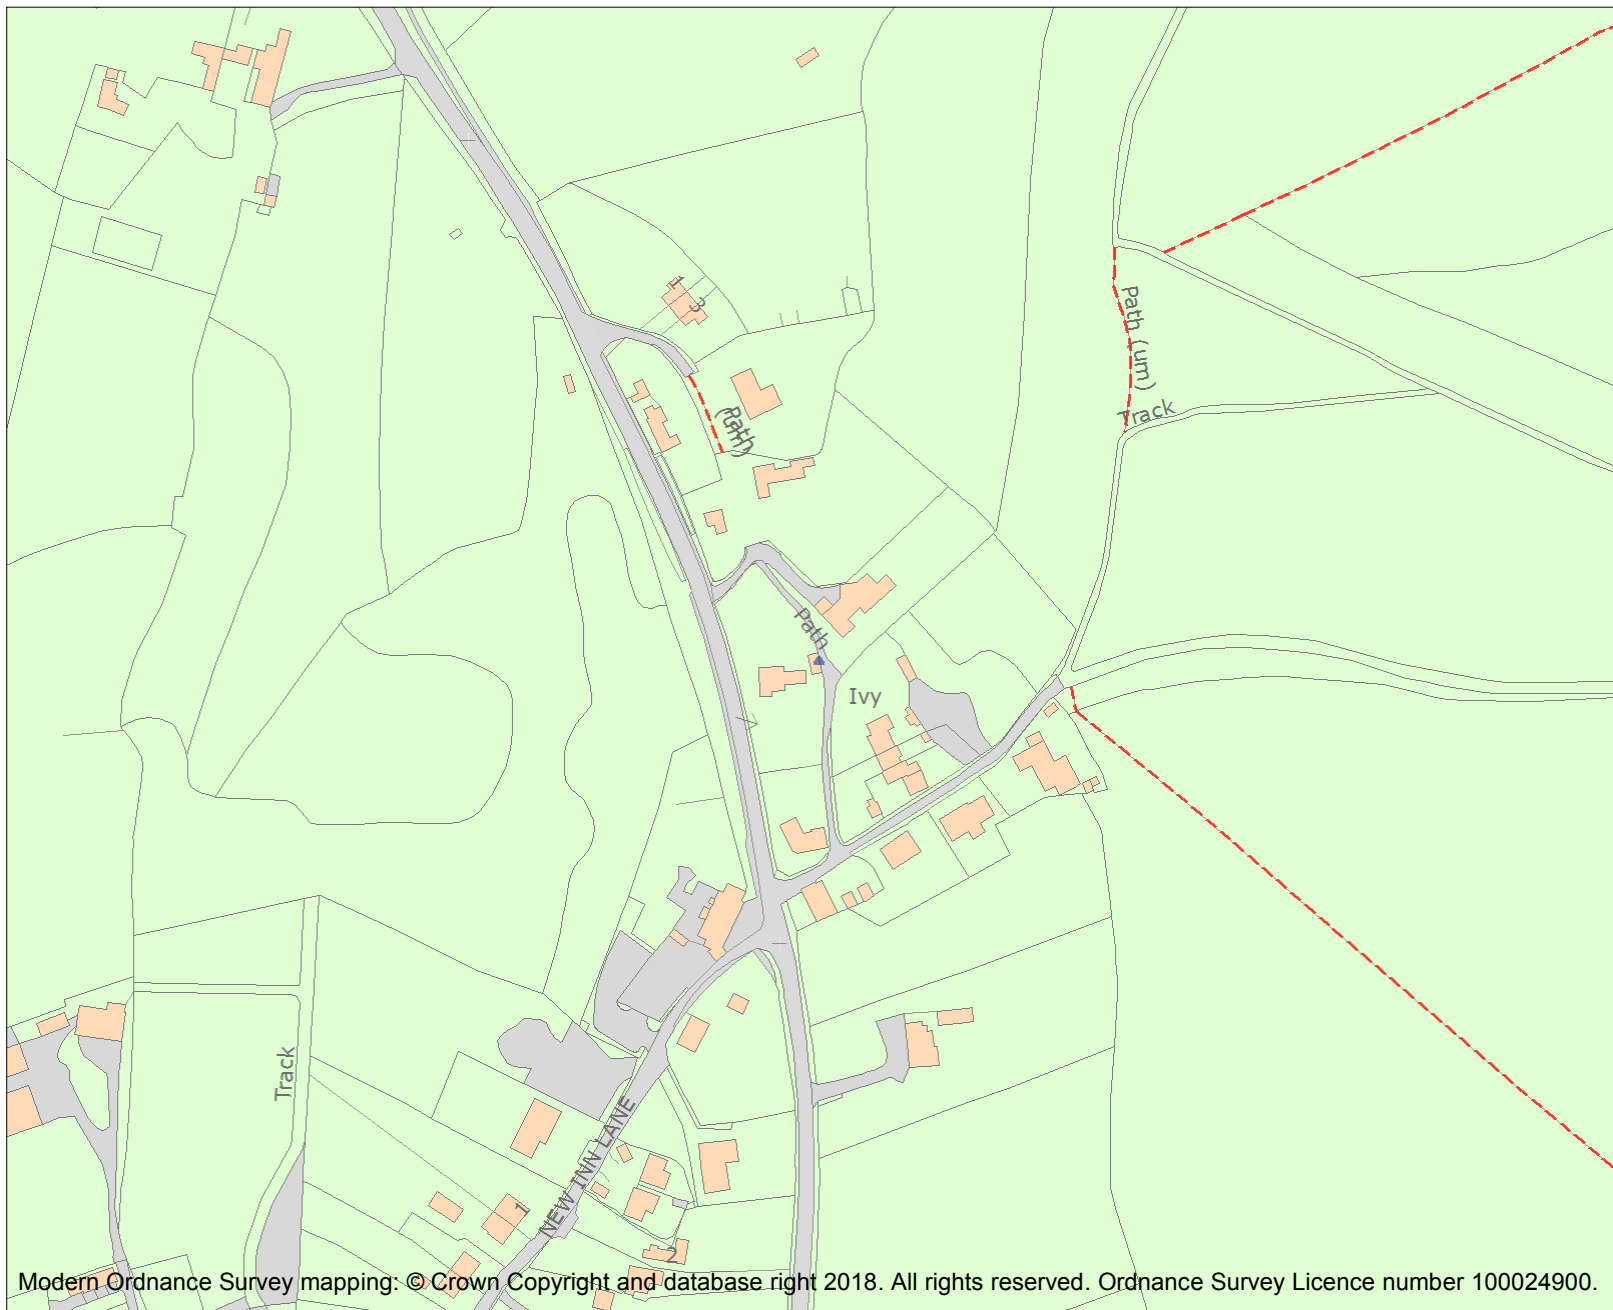 1
3
Path (um)
Path (um)
Track
Path
Ivy
Track
NEW INN LANE
1
2
Modern Ordnance Survey mapping: © Crown Copyright and database right 2018. All rights reserved. Ordnance Survey Licence number 100024900.